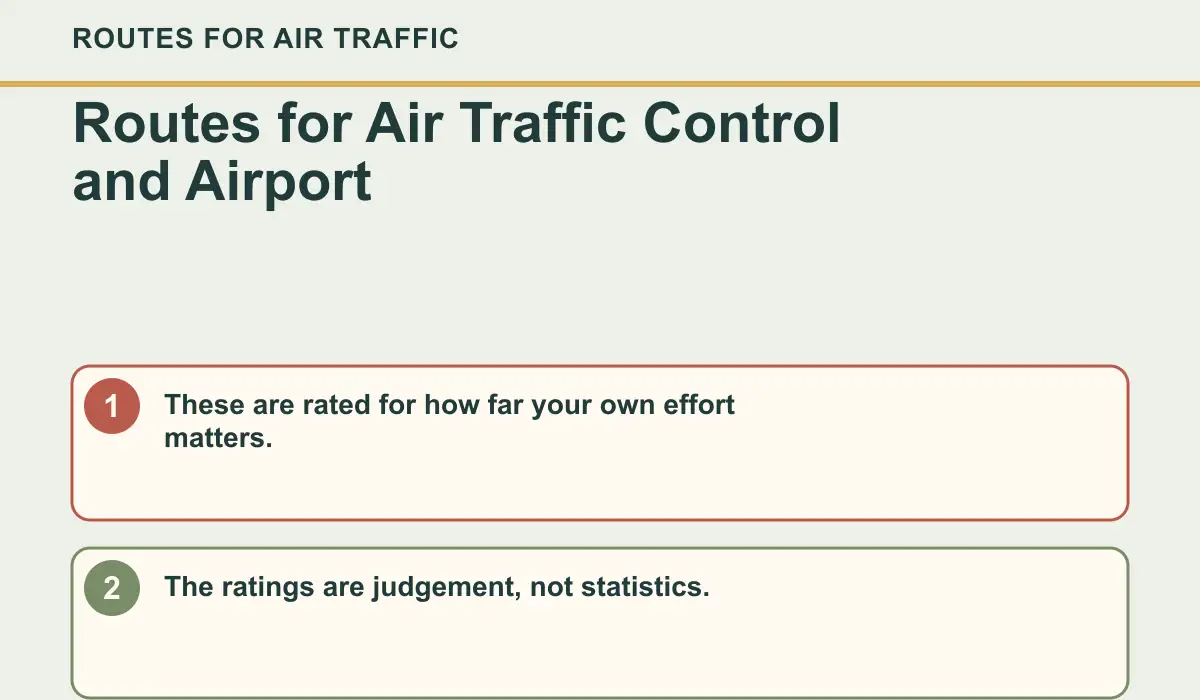 ROUTES FOR AIR TRAFFIC
Routes for Air Traffic Control
and Airport
1
These are rated for how far your own effort
matters.
2
The ratings are judgement, not statistics.